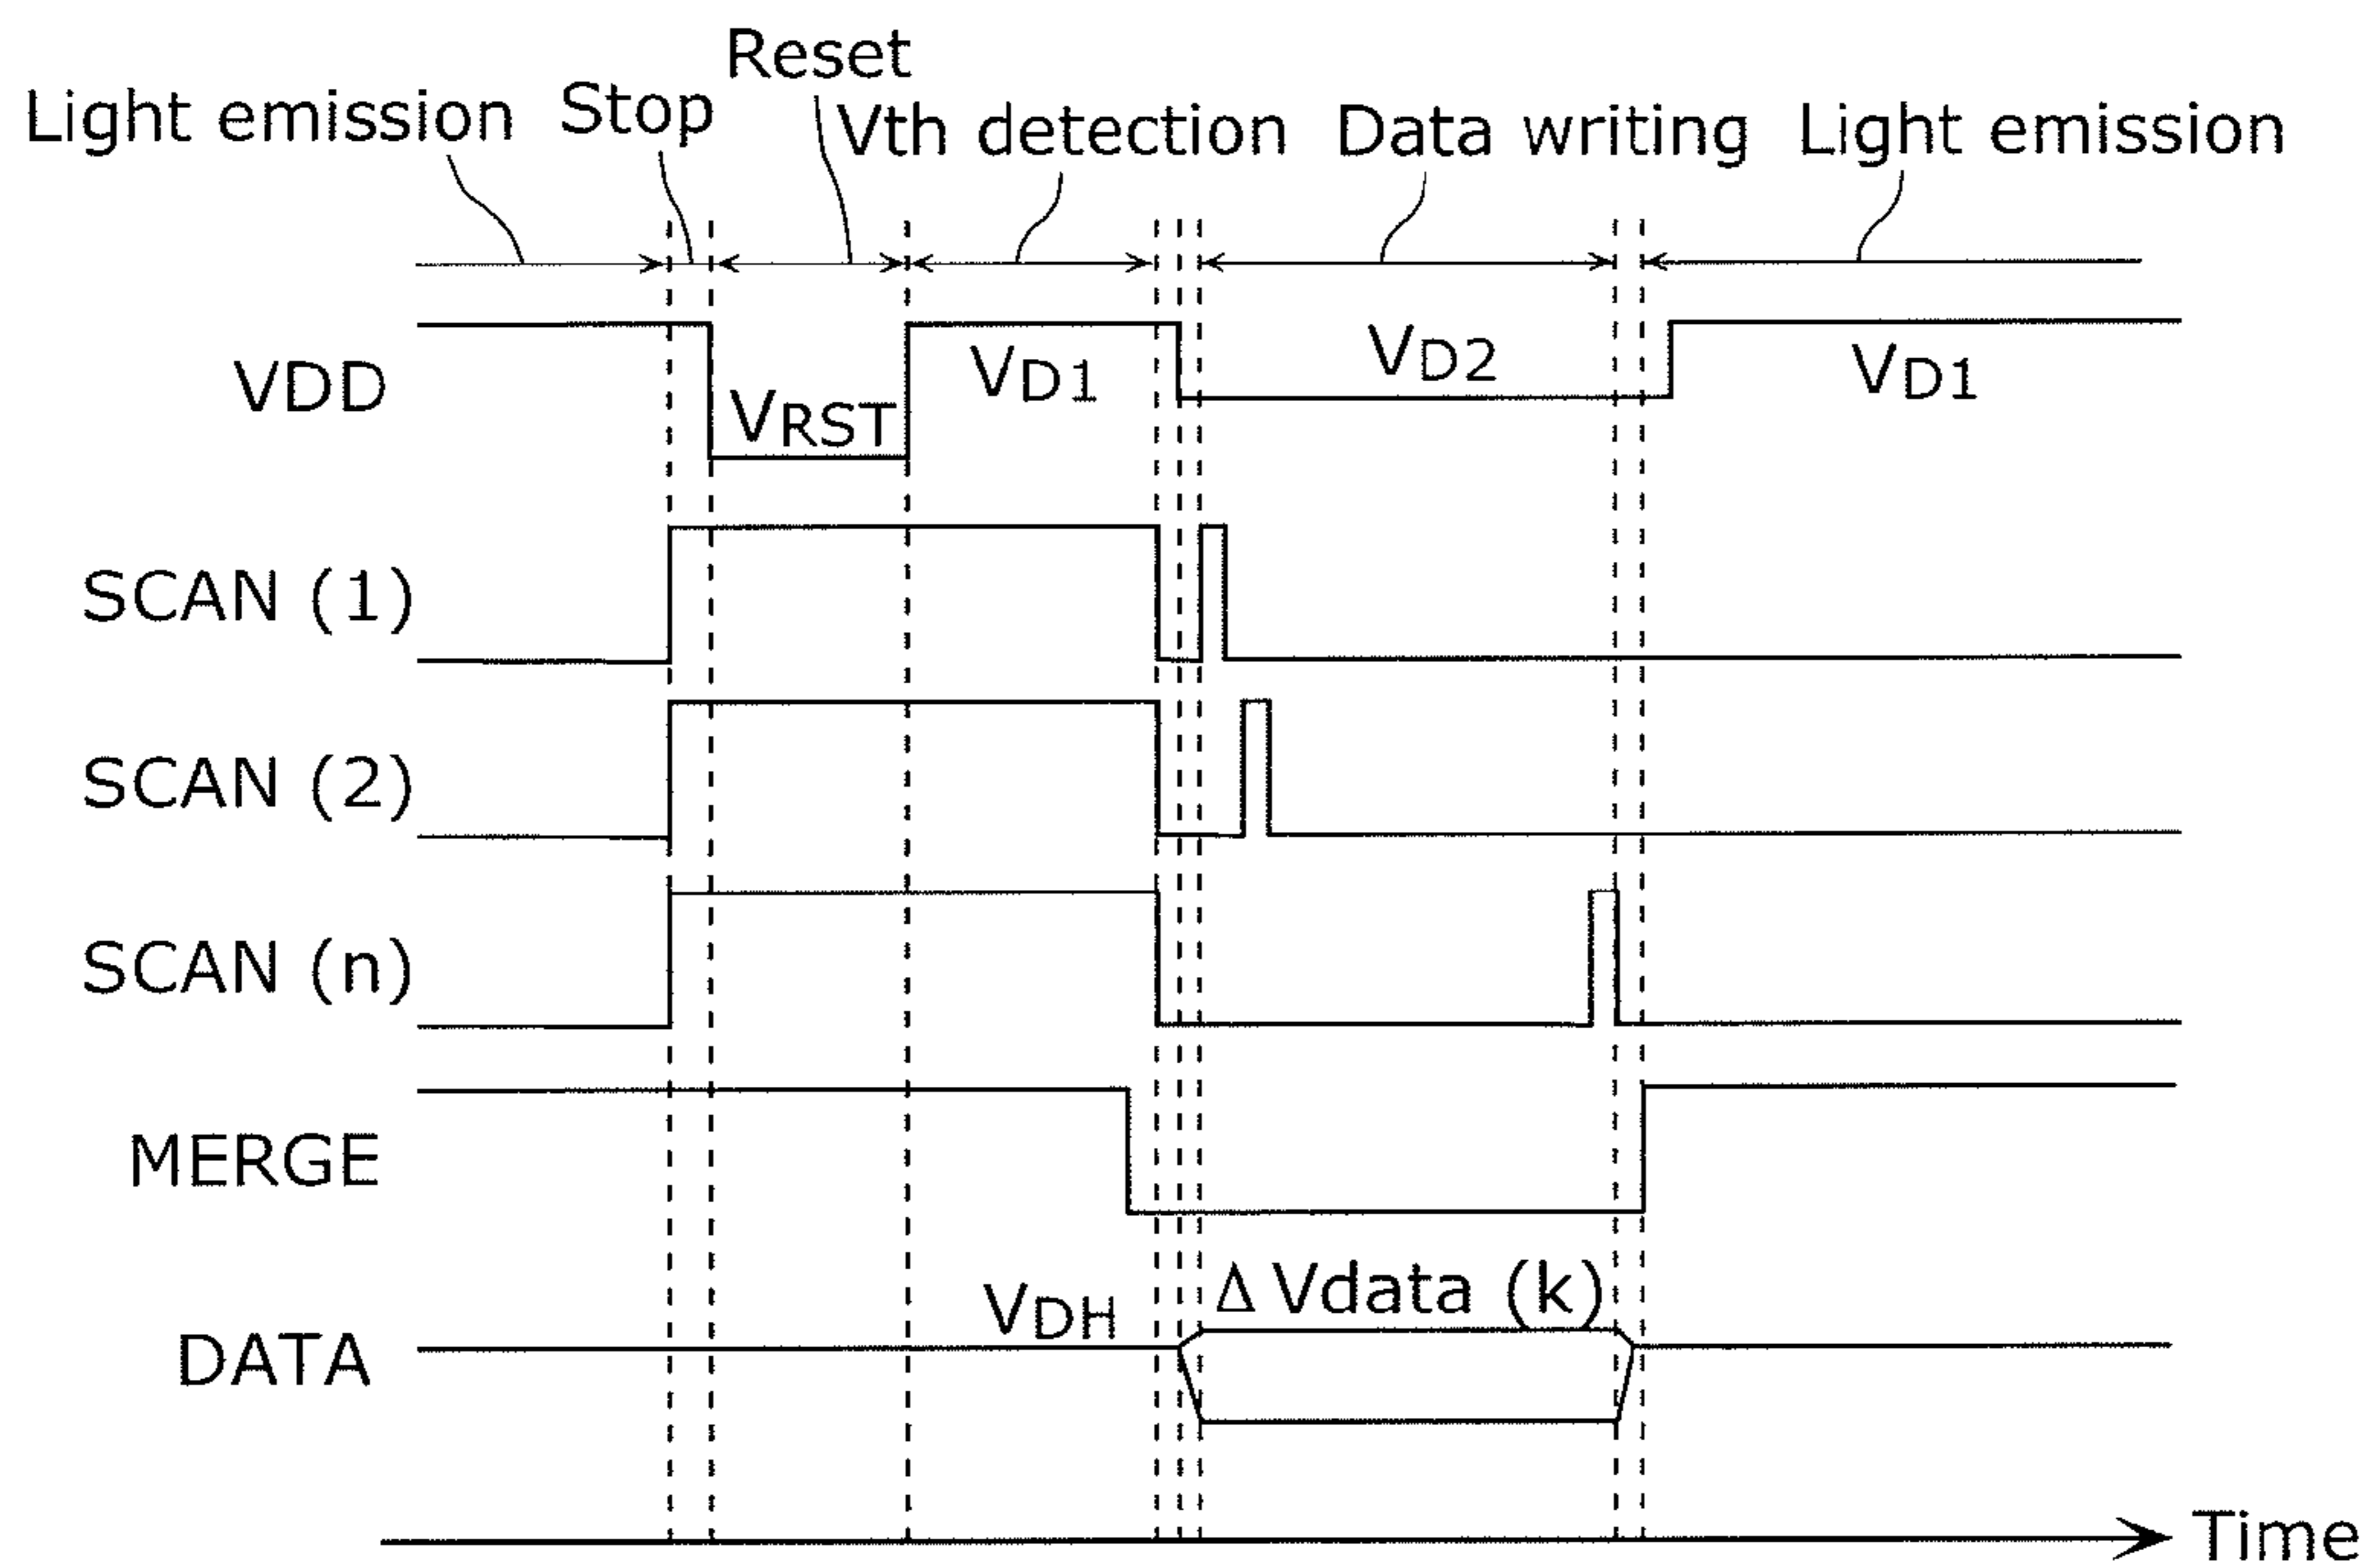 Reset
Light emission Stop Vth detection Data writing Light emission
VDD VRST VD1 VD2 VD1
SCAN (1)
SCAN (2)
SCAN (n)
MERGE
VDH Δ Vdata (k)
DATA
Time